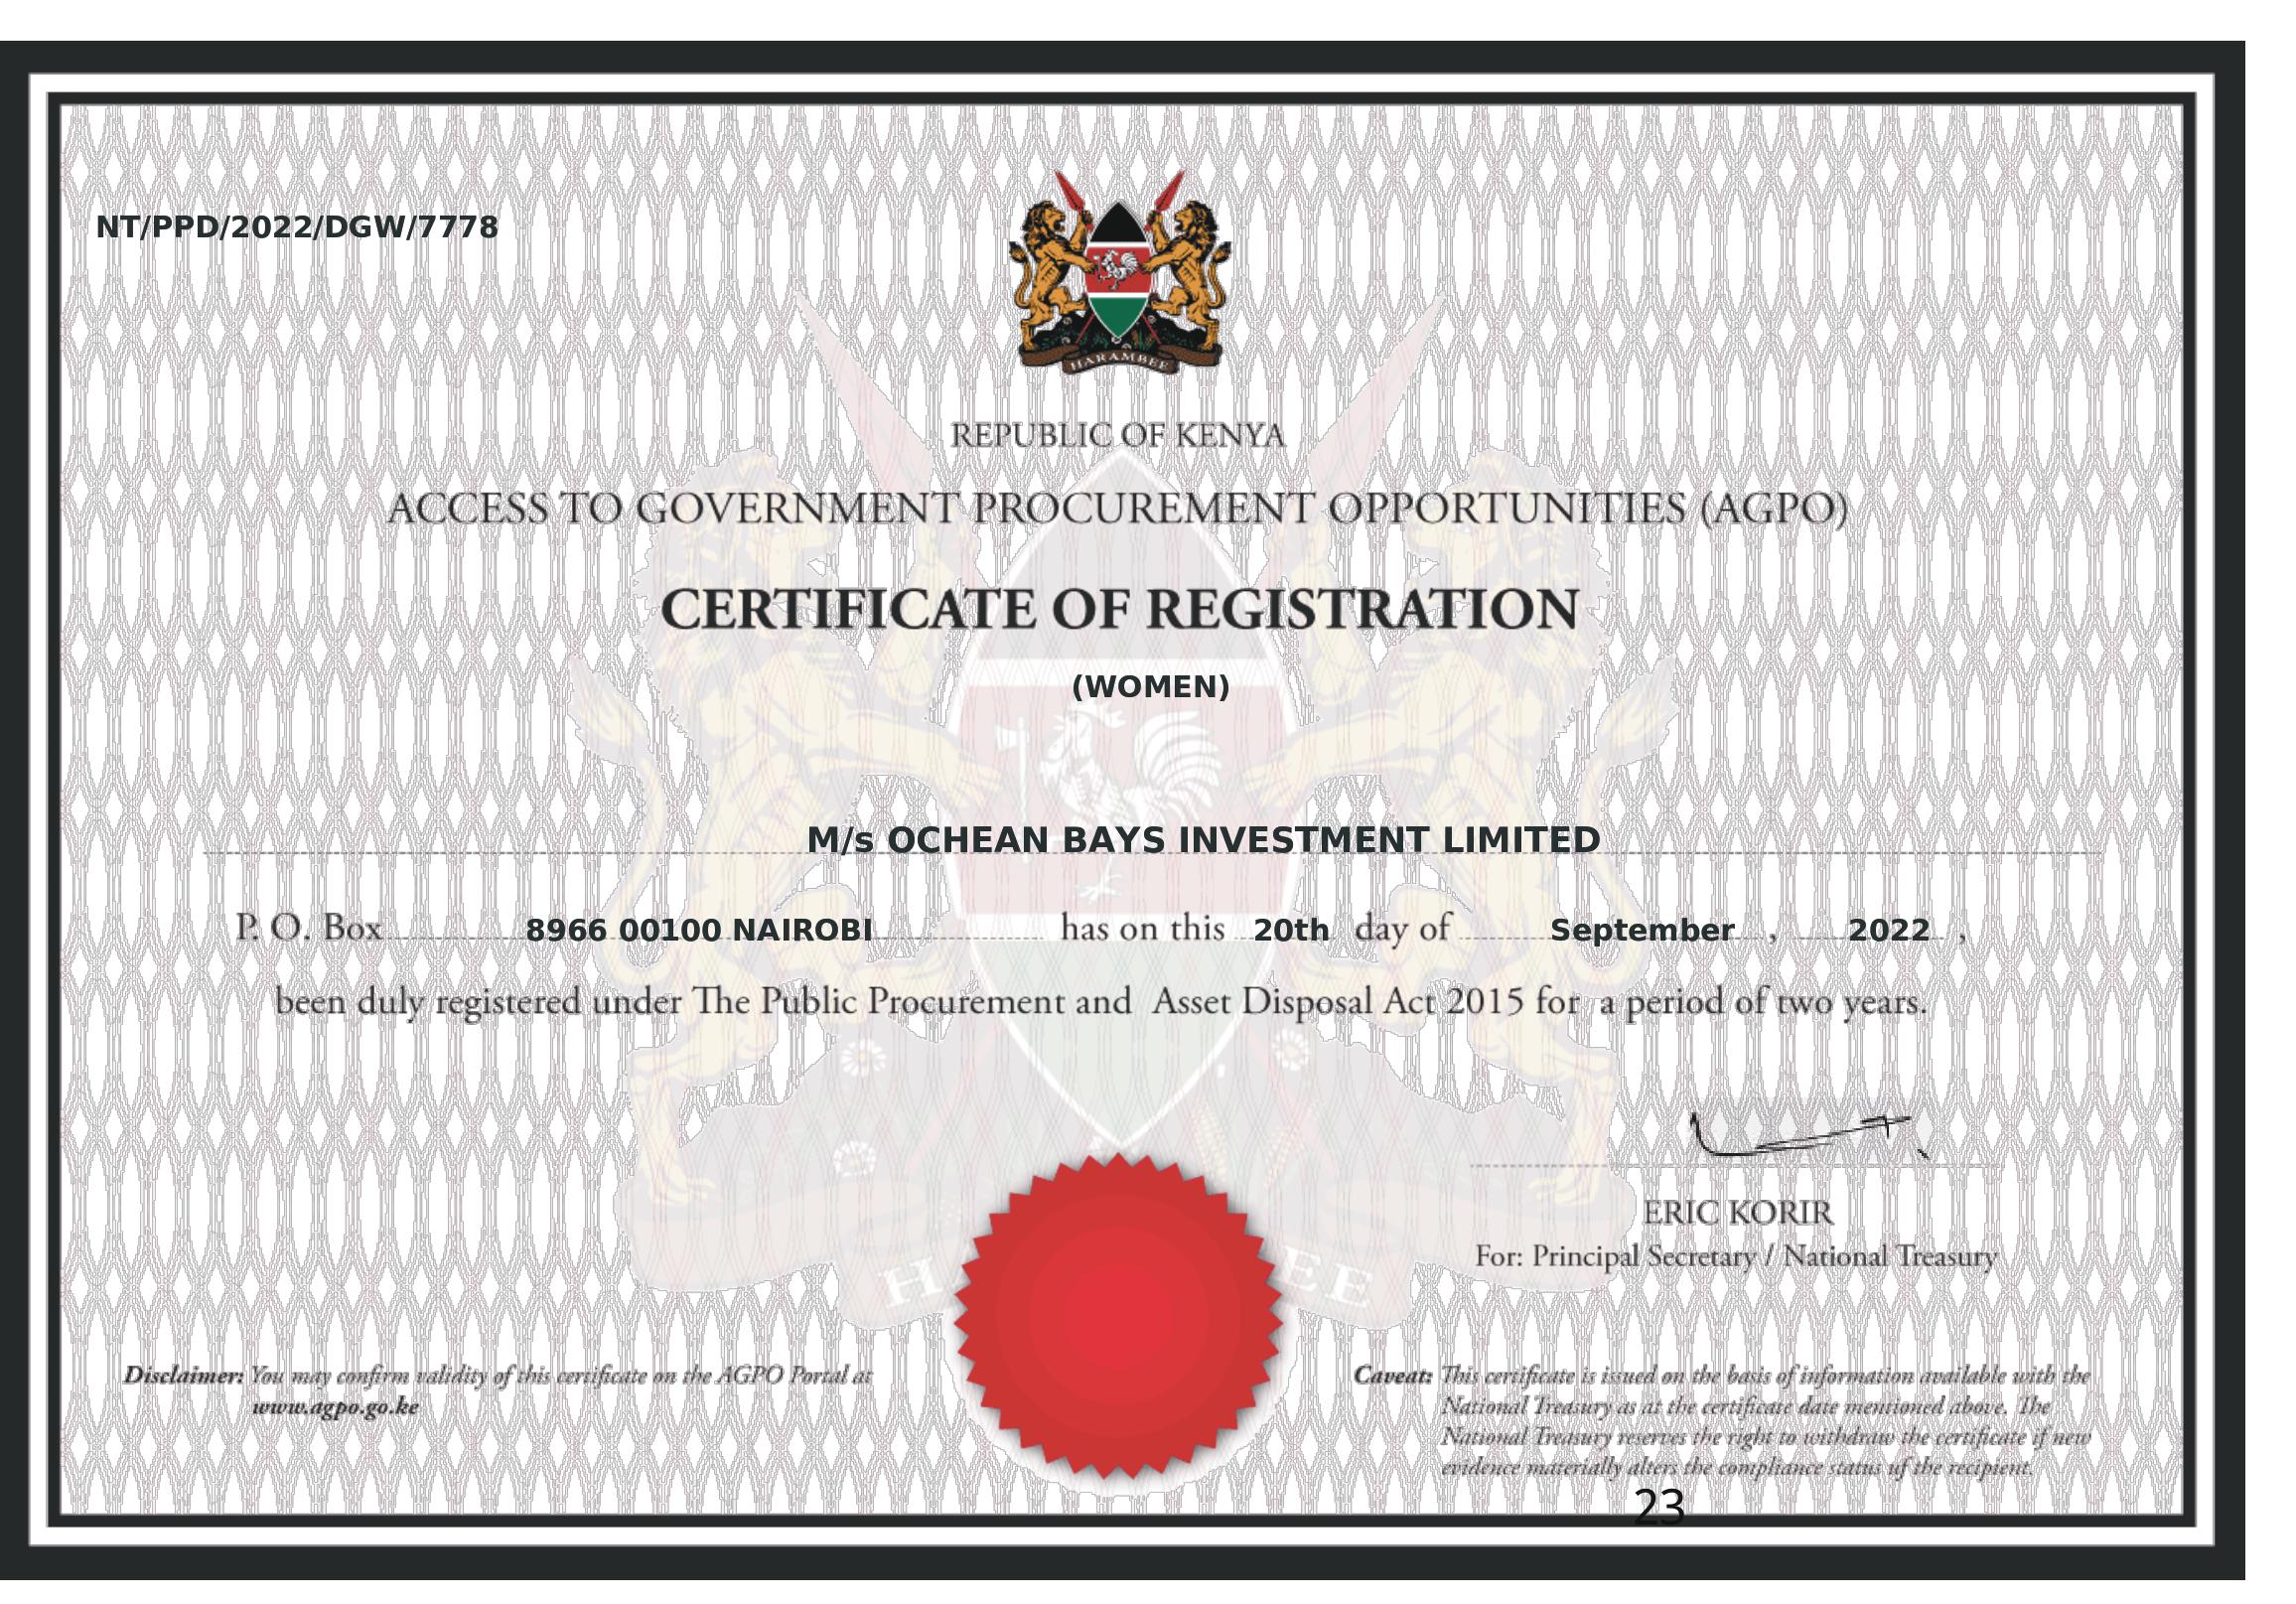 NT/PPD/2022/DGW/7778
HARAMBEE
REPUBLIC OF KENYA
ACCESS TO GOVERNMENT PROCUREMENT OPPORTUNITIES (AGPO)
CERTIFICATE OF REGISTRATION
(WOMEN)
M/s OCHEAN BAYS INVESTMENT LIMITED
P. O. Box 8966 00100 NAIROBI has on this 20th day of September , 2022 ,
been duly registered under The Public Procurement and Asset Disposal Act 2015 for a period of two years.
ERIC KORIR
For: Principal Secretary / National Treasury
H EE
Disclaimer: You may confirm validity of this certificate on the AGPO Portal at
www.agpo.go.ke
Caveat: This certificate is issued on the basis of information available with the
National Treasury as at the certificate date mentioned above. The
National Treasury reserves the right to withdraw the certificate if new
evidence materially alters the compliance status of the recipient.
23